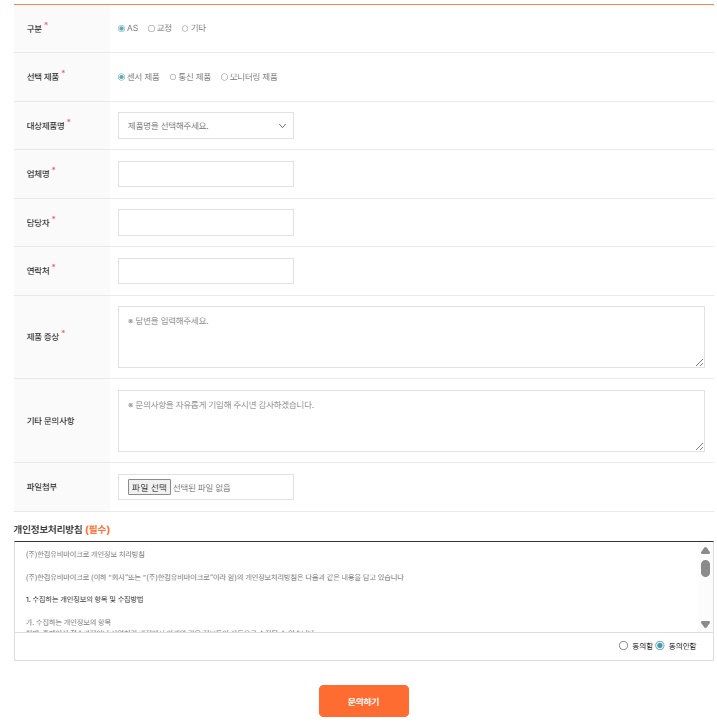 구분 *
AS 교정 기타
선택 제품 *
센서 제품 통신 제품 모니터링 제품
대상제품명 *
제품명을 선택해주세요.
업체명 *
담당자 *
연락처 *
제품 증상 *
※ 답변을 입력해주세요.
기타 문의사항
※ 문의사항을 자유롭게 기입해 주시면 감사하겠습니다.
파일첨부
파일 선택 선택된 파일 없음
개인정보처리방침 (필수)
(주)한컴유비마이크로 개인정보 처리방침
(주)한컴유비마이크로 (이하 “회사”또는 “(주)한컴유비마이크로”이라 함)의 개인정보처리방침은 다음과 같은 내용을 담고 있습니다
1. 수집하는 개인정보의 항목 및 수집방법
가. 수집하는 개인정보의 항목
동의함 동의안함
문의하기